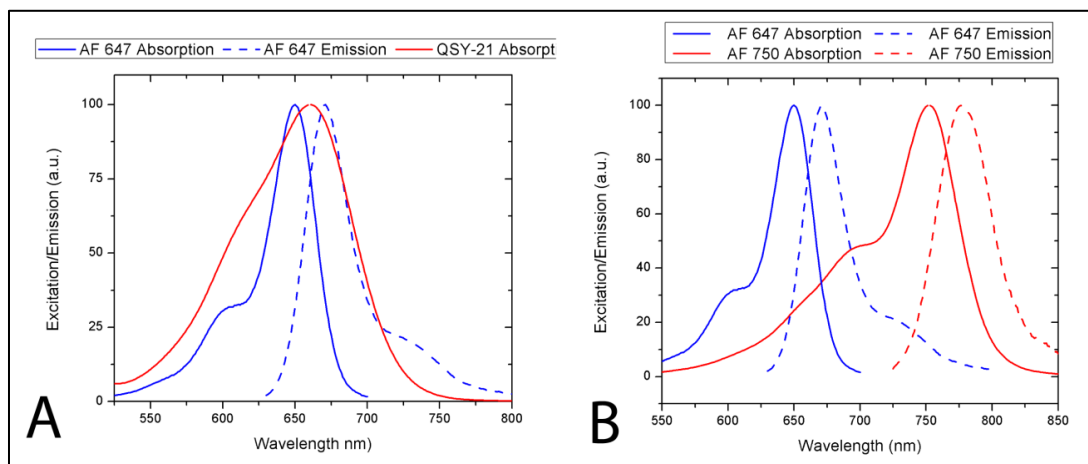 AF 647 Absorption AF 647 Emission QSY-21 Absorpt
100
75
50
25
0
Excitation/Emission (a.u.)
550 600 650 700 750 800
Wavelength nm)
A
AF 647 Absorption AF 647 Emission
AF 750 Absorption AF 750 Emission
100
80
60
40
20
0
Excitation/Emission (a.u.)
550 600 650 700 750 800 850
Wavelength (nm)
B